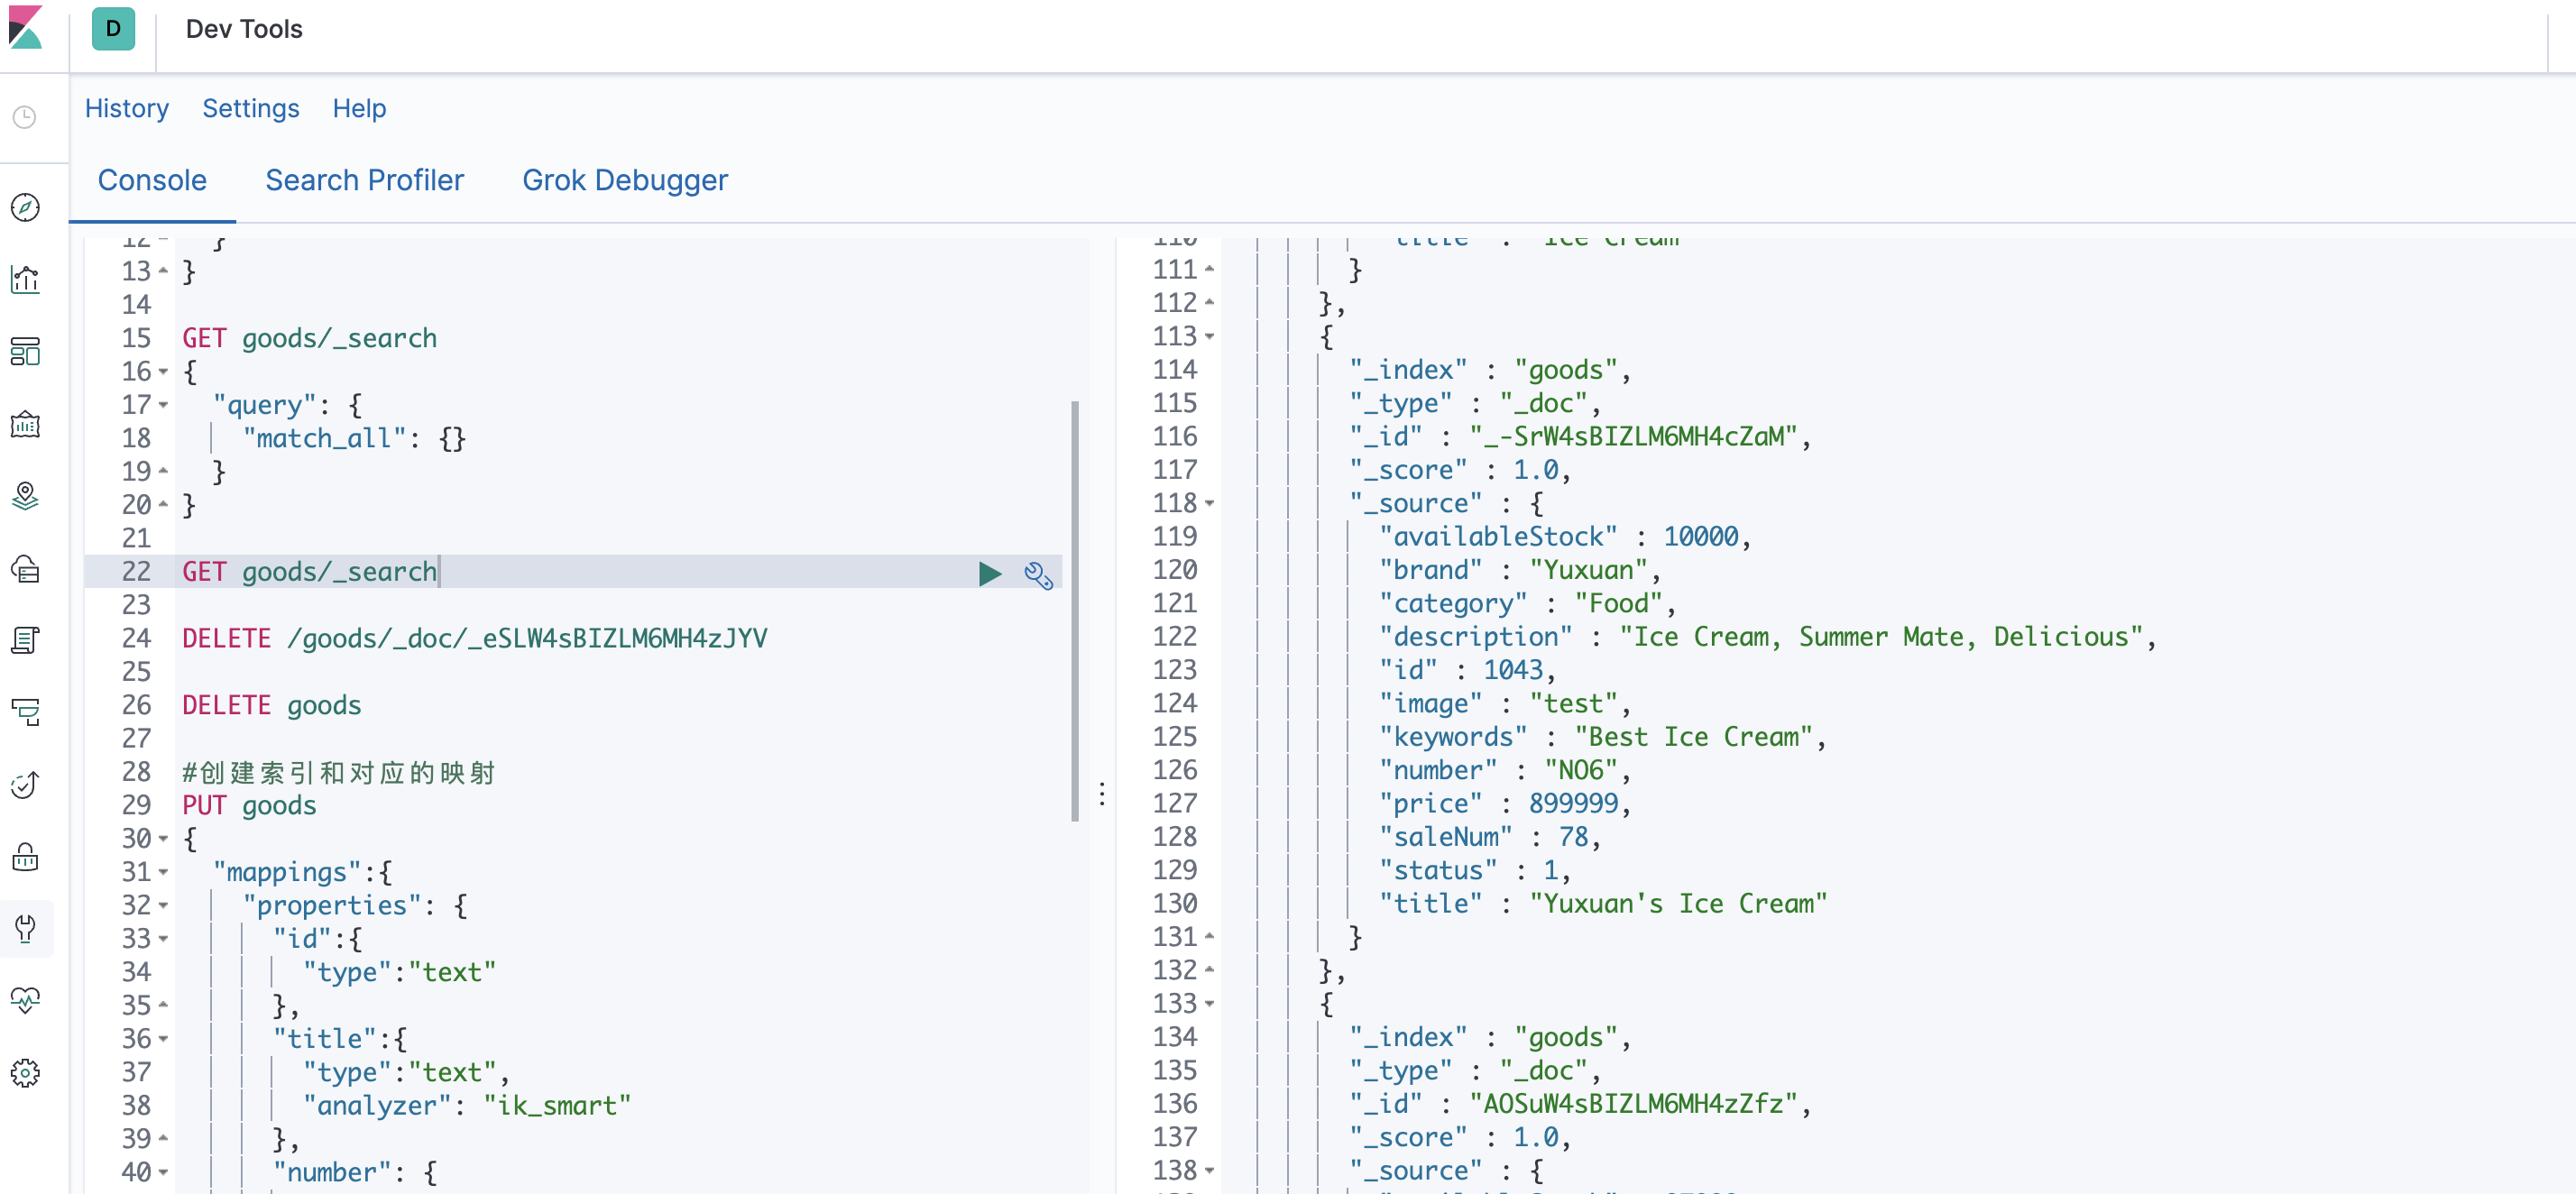 D
Dev Tools
History Settings Help
Console Search Profiler Grok Debugger
12 }
13 }
14
15 GET goods/_search
16 {
17 "query": {
18 "match_all": {}
19 }
20 }
21
22 GET goods/_search
23
24 DELETE /goods/_doc/_eSLW4sBIZLM6MH4zJYV
25
26 DELETE goods
27
28 #创建索引和对应的映射
29 PUT goods
30 {
31 "mappings":{
32 "properties": {
33 "id":{
34 "type":"text"
35 },
36 "title":{
37 "type":"text",
38 "analyzer": "ik_smart"
39 },
40 "number": {
110 "title" : "Ice Cream"
111 }
112 },
113 {
114 "_index" : "goods",
115 "_type" : "_doc",
116 "_id" : "_-SrW4sBIZLM6MH4cZaM",
117 "_score" : 1.0,
118 "_source" : {
119 "availableStock" : 10000,
120 "brand" : "Yuxuan",
121 "category" : "Food",
122 "description" : "Ice Cream, Summer Mate, Delicious",
123 "id" : 1043,
124 "image" : "test",
125 "keywords" : "Best Ice Cream",
126 "number" : "NO6",
127 "price" : 899999,
128 "saleNum" : 78,
129 "status" : 1,
130 "title" : "Yuxuan's Ice Cream"
131 }
132 },
133 {
134 "_index" : "goods",
135 "_type" : "_doc",
136 "_id" : "AOSuW4sBIZLM6MH4zZfz",
137 "_score" : 1.0,
138 "_source" : {